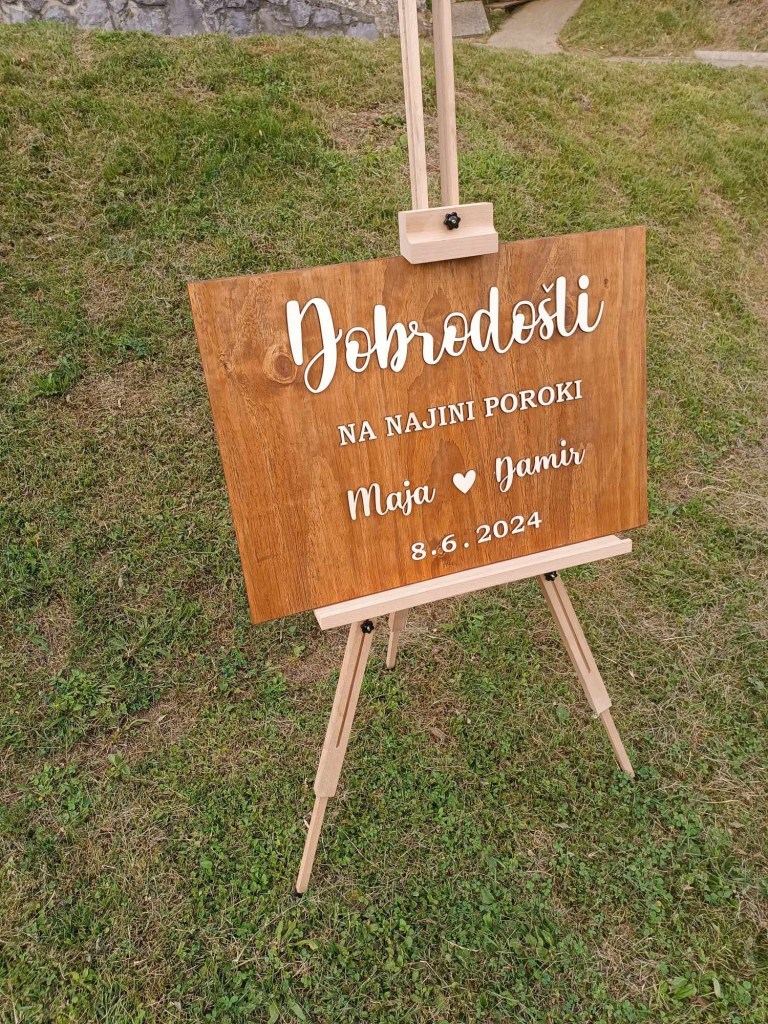 Dobrodošli
NA NAJINI POROKI
Maja ♥ Damir
8.6.2024